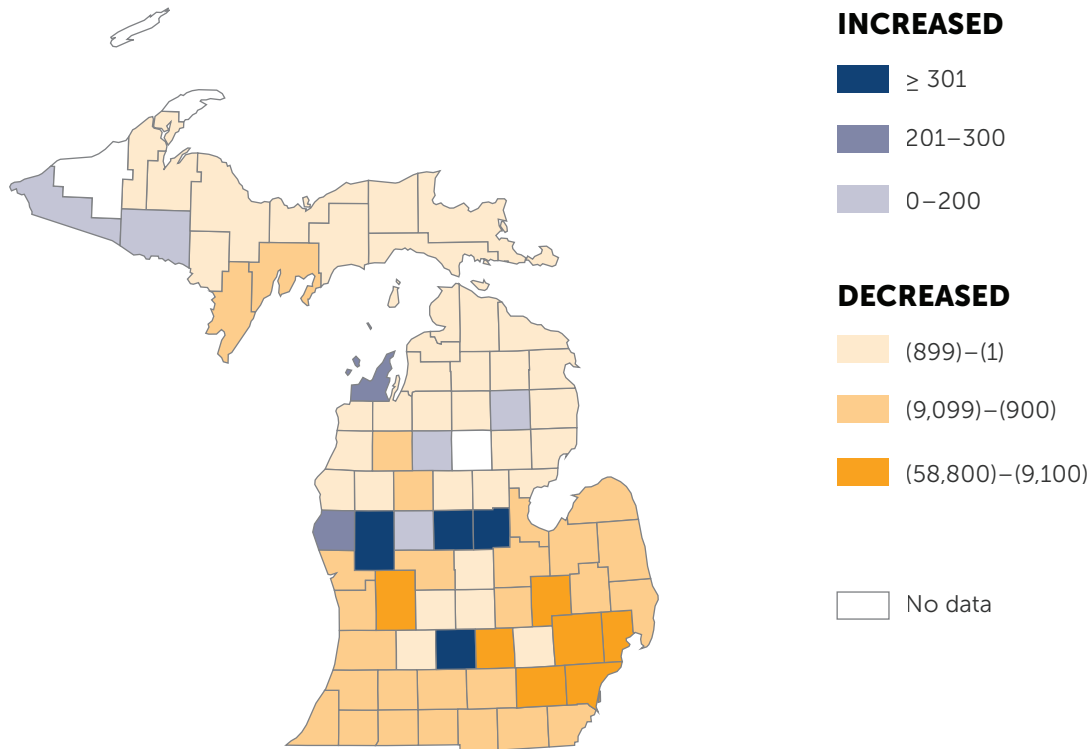 INCREASED
≥ 301
201–300
0–200
DECREASED
(899)–(1)
(9,099)–(900)
(58,800)–(9,100)
No data